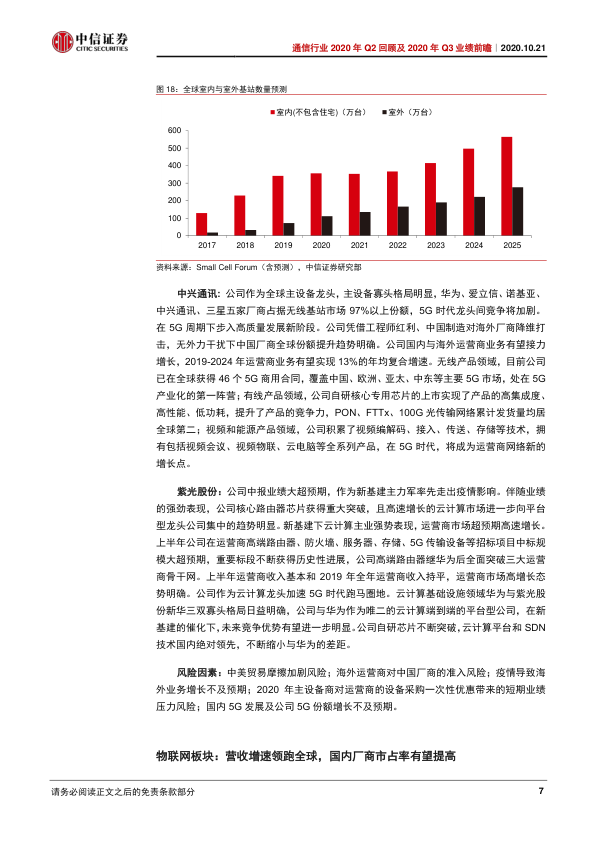 中信证券
CITIC SECURITIES
通信行业 2020 年 Q2 回顾及 2020 年 Q3 业绩前瞻|2020.10.21
图 18：全球室内与室外基站数量预测
室内(不包含住宅)（万台） 室外（万台）
600
500
400
300
200
100
0
2017 2018 2019 2020 2021 2022 2023 2024 2025
资料来源：Small Cell Forum（含预测），中信证券研究部
中兴通讯：公司作为全球主设备龙头，主设备寡头格局明显，华为、爱立信、诺基亚、
中兴通讯、三星五家厂商占据无线基站市场 97%以上份额，5G 时代龙头间竞争将加剧。
在 5G 周期下步入高质量发展新阶段。公司凭借工程师红利、中国制造对海外厂商降维打
击，无外力干扰下中国厂商全球份额提升趋势明确。公司国内与海外运营商业务有望接力
增长，2019-2024 年运营商业务有望实现 13%的年均复合增速。无线产品领域，目前公司
已在全球获得 46 个 5G 商用合同，覆盖中国、欧洲、亚太、中东等主要 5G 市场，处在 5G
产业化的第一阵营；有线产品领域，公司自研核心专用芯片的上市实现了产品的高集成度、
高性能、低功耗，提升了产品的竞争力，PON、FTTx、100G 光传输网络累计发货量均居
全球第二；视频和能源产品领域，公司积累了视频编解码、接入、传送、存储等技术，拥
有包括视频会议、视频物联、云电脑等全系列产品，在 5G 时代，将成为运营商网络新的
增长点。
紫光股份：公司中报业绩大超预期，作为新基建主力军率先走出疫情影响。伴随业绩
的强劲表现，公司核心路由器芯片获得重大突破，且高速增长的云计算市场进一步向平台
型龙头公司集中的趋势明显。新基建下云计算主业强势表现，运营商市场超预期高速增长。
上半年公司在运营商高端路由器、防火墙、服务器、存储、5G 传输设备等招标项目中标规
模大超预期，重要标段不断获得历史性进展，公司高端路由器继华为后全面突破三大运营
商骨干网。上半年运营商收入基本和 2019 年全年运营商收入持平，运营商市场高增长态
势明确。公司作为云计算龙头加速 5G 时代跑马圈地。云计算基础设施领域华为与紫光股
份新华三双寡头格局日益明确，公司与华为作为唯二的云计算端到端的平台型公司，在新
基建的催化下，未来竞争优势有望进一步明显。公司自研芯片不断突破，云计算平台和 SDN
技术国内绝对领先，不断缩小与华为的差距。
风险因素：中美贸易摩擦加剧风险；海外运营商对中国厂商的准入风险；疫情导致海
外业务增长不及预期；2020 年主设备商对运营商的设备采购一次性优惠带来的短期业绩
压力风险；国内 5G 发展及公司 5G 份额增长不及预期。
物联网板块：营收增速领跑全球，国内厂商市占率有望提高
请务必阅读正文之后的免责条款部分 7